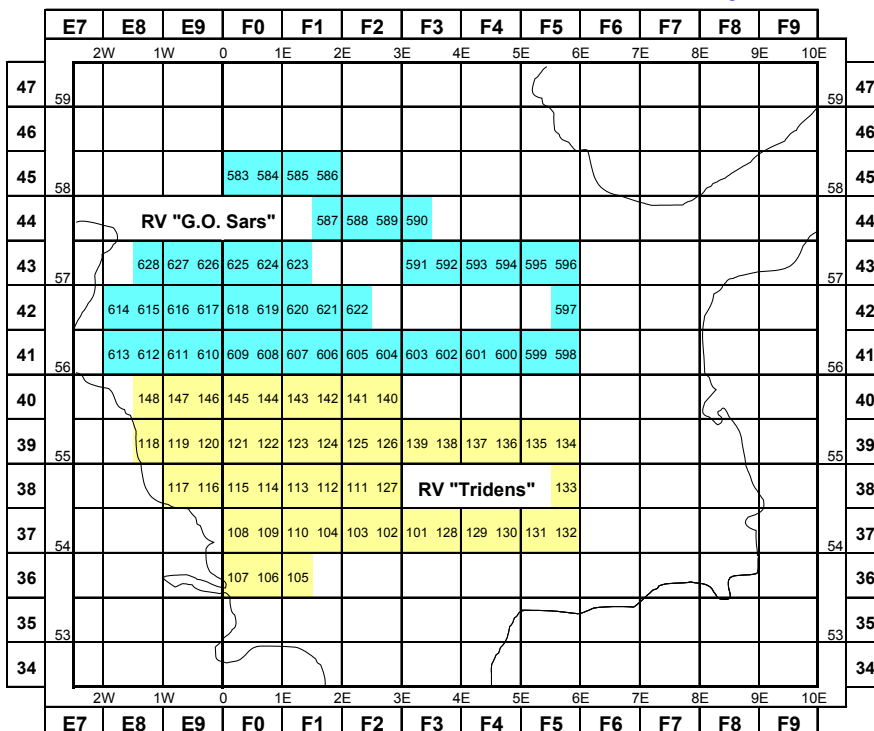 E7 E8 E9 F0 F1 F2 F3 F4 F5 F6 F7 F8 F9
2W 1W 0 1E 2E 3E 4E 5E 6E 7E 8E 9E 10E
47 59 59 47
46 46
45 58 583 584 585 586 58 45
44 RV "G.O. Sars" 587 588 589 590 44
43 57 628 627 626 625 624 623 591 592 593 594 595 596 57 43
42 614 615 616 617 618 619 620 621 622 597 42
41 56 613 612 611 610 609 608 607 606 605 604 603 602 601 600 599 598 56 41
40 148 147 146 145 144 143 142 141 140 40
39 55 118 119 120 121 122 123 124 125 126 139 138 137 136 135 134 55 39
38 117 116 115 114 113 112 111 127 RV "Tridens" 133 38
37 54 108 109 110 104 103 102 101 128 129 130 131 132 54 37
36 107 106 105 36
35 53 53 35
34 34
2W 1W 0 1E 2E 3E 4E 5E 6E 7E 8E 9E 10E
E7 E8 E9 F0 F1 F2 F3 F4 F5 F6 F7 F8 F9